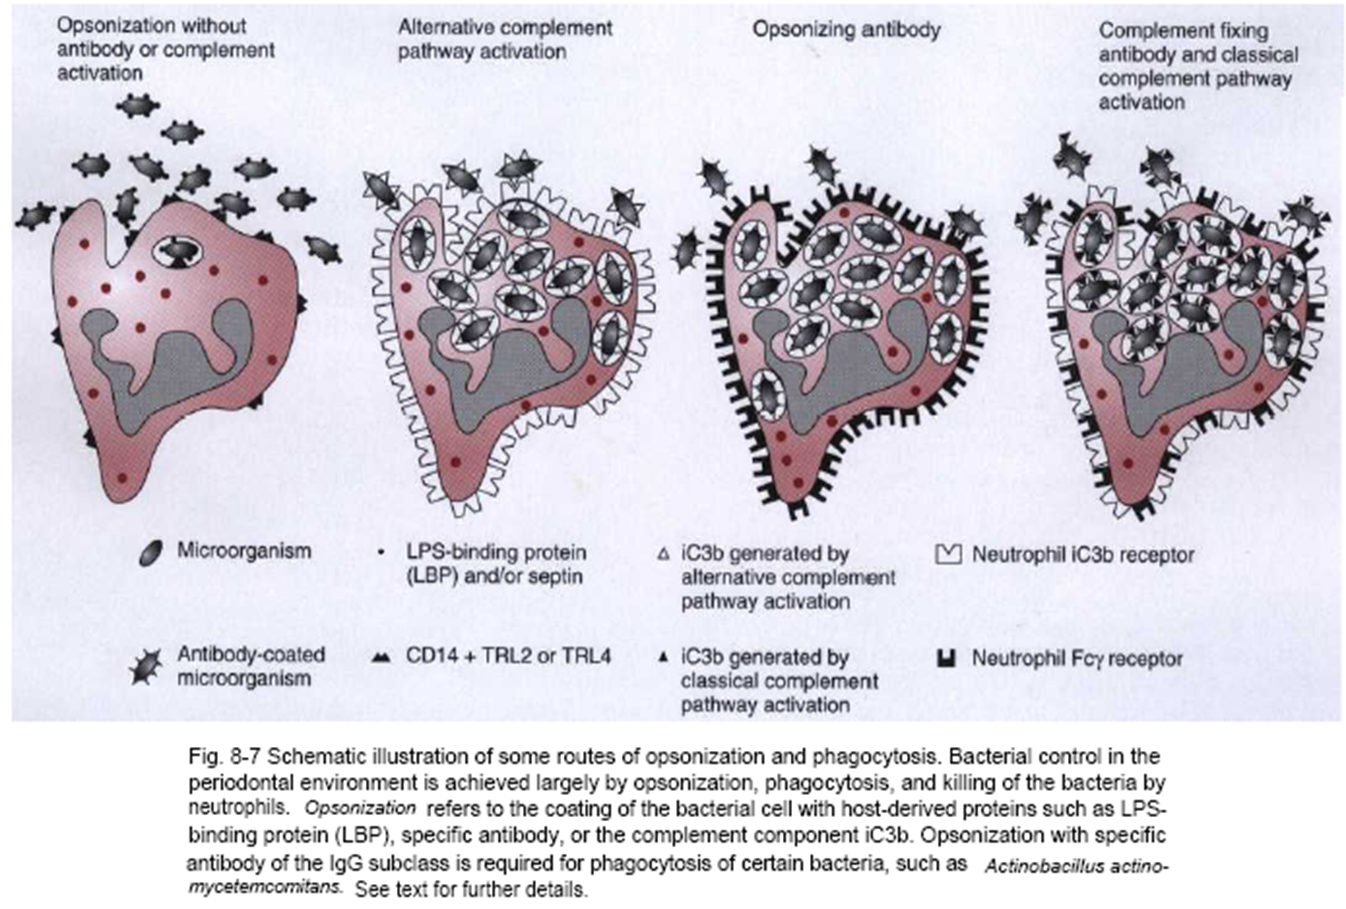 Opsonization without
antibody or complement
activation
Alternative complement
pathway activation
Opsonizing antibody
Complement fixing
antibody and classical
complement pathway
activation
Microorganism
LPS-binding protein
(LBP) and/or septin
iC3b generated by
alternative complement
pathway activation
Neutrophil iC3b receptor
Antibody-coated
microorganism
CD14 + TRL2 or TRL4
iC3b generated by
classical complement
pathway activation
Neutrophil Fcγ receptor
Fig. 8-7 Schematic illustration of some routes of opsonization and phagocytosis. Bacterial control in the
periodontal environment is achieved largely by opsonization, phagocytosis, and killing of the bacteria by
neutrophils. Opsonization refers to the coating of the bacterial cell with host-derived proteins such as LPS-
binding protein (LBP), specific antibody, or the complement component iC3b. Opsonization with specific
antibody of the IgG subclass is required for phagocytosis of certain bacteria, such as Actinobacillus actino-
mycetemcomitans. See text for further details.